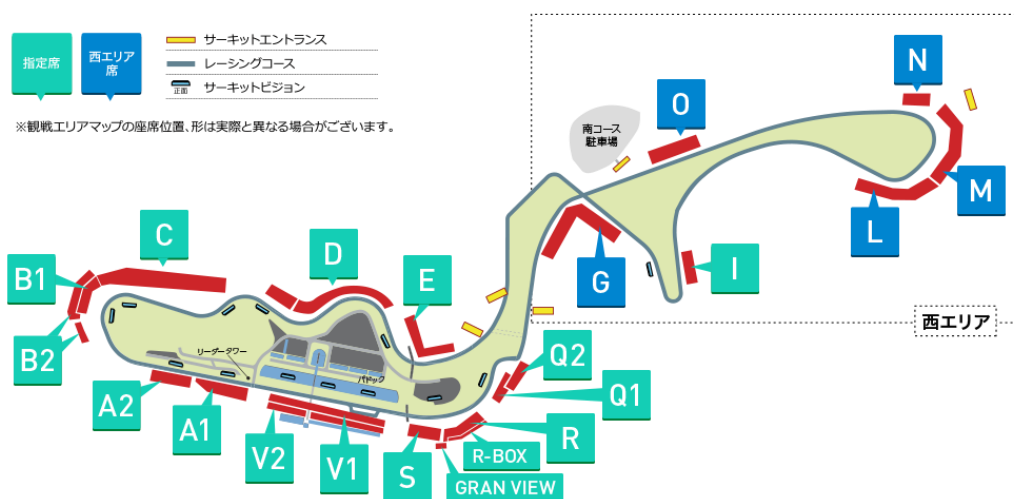 指定席
西エリア
席
サーキットエントランス
レーシングコース
正面
サーキットビジョン
※観戦エリアマップの座席位置、形は実際と異なる場合がございます。
N
O
南コース
駐車場
M
L
C
D
G
I
B1
E
西エリア
B2
リーダータワー
パドック
Q2
A2
Q1
A1
R
V2
V1
S
R-BOX
GRAN VIEW